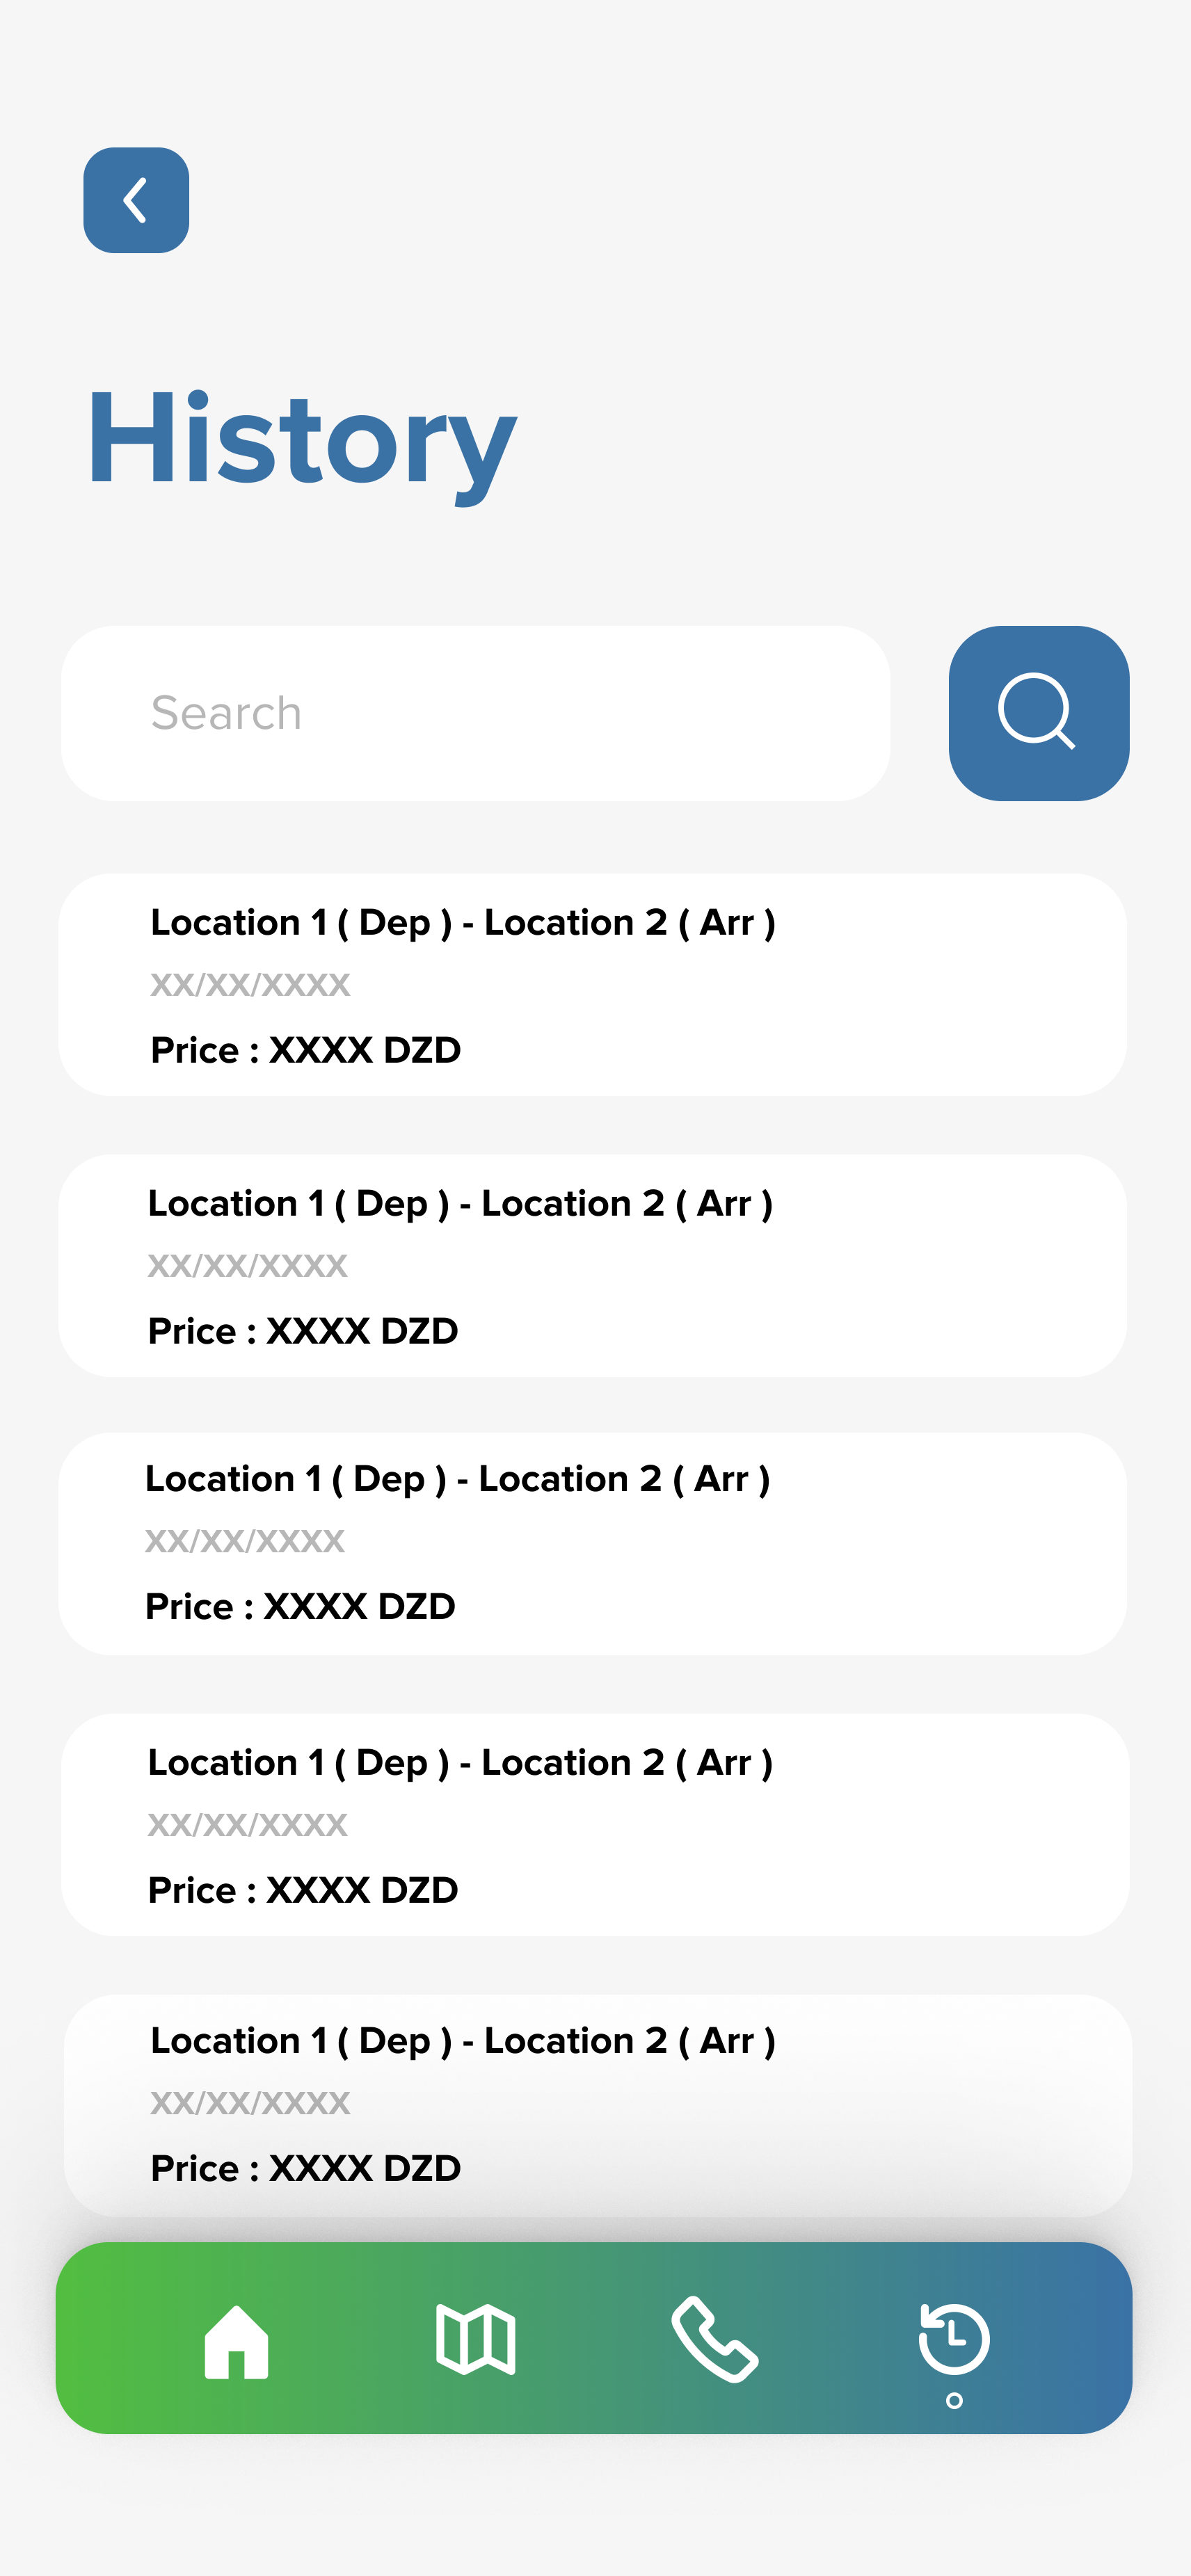 History
Search
Location 1 ( Dep ) - Location 2 ( Arr )
XX/XX/XXXX
Price : XXXX DZD
Location 1 ( Dep ) - Location 2 ( Arr )
XX/XX/XXXX
Price : XXXX DZD
Location 1 ( Dep ) - Location 2 ( Arr )
XX/XX/XXXX
Price : XXXX DZD
Location 1 ( Dep ) - Location 2 ( Arr )
XX/XX/XXXX
Price : XXXX DZD
Location 1 ( Dep ) - Location 2 ( Arr )
XX/XX/XXXX
Price : XXXX DZD